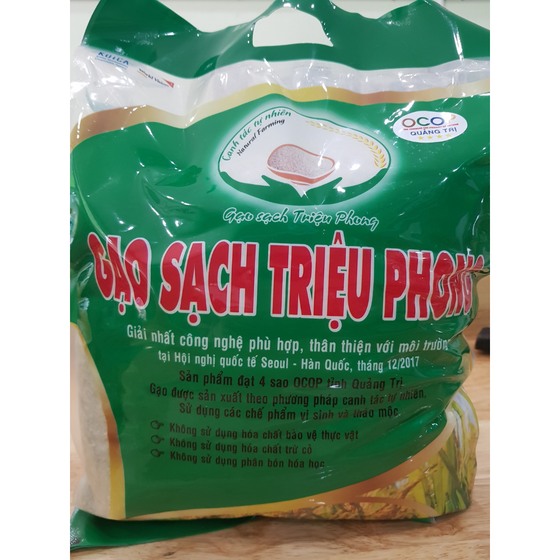 KOICA
Canh tác tự nhiên
Natural Farming
OCOP
QUẢNG TRỊ
Gạo sạch Triệu Phong
GẠO SẠCH TRIỆU PHONG
Giải nhất công nghệ phù hợp, thân thiện với môi trường
tại Hội nghị quốc tế Seoul - Hàn Quốc, tháng 12/2017
Sản phẩm đạt 4 sao OCOP tỉnh Quảng Trị
Gạo được sản xuất theo phương pháp canh tác tự nhiên,
Sử dụng các chế phẩm vi sinh và thảo mộc
Không sử dụng hóa chất bảo vệ thực vật
Không sử dụng hóa chất trừ cỏ
Không sử dụng phân bón hóa học